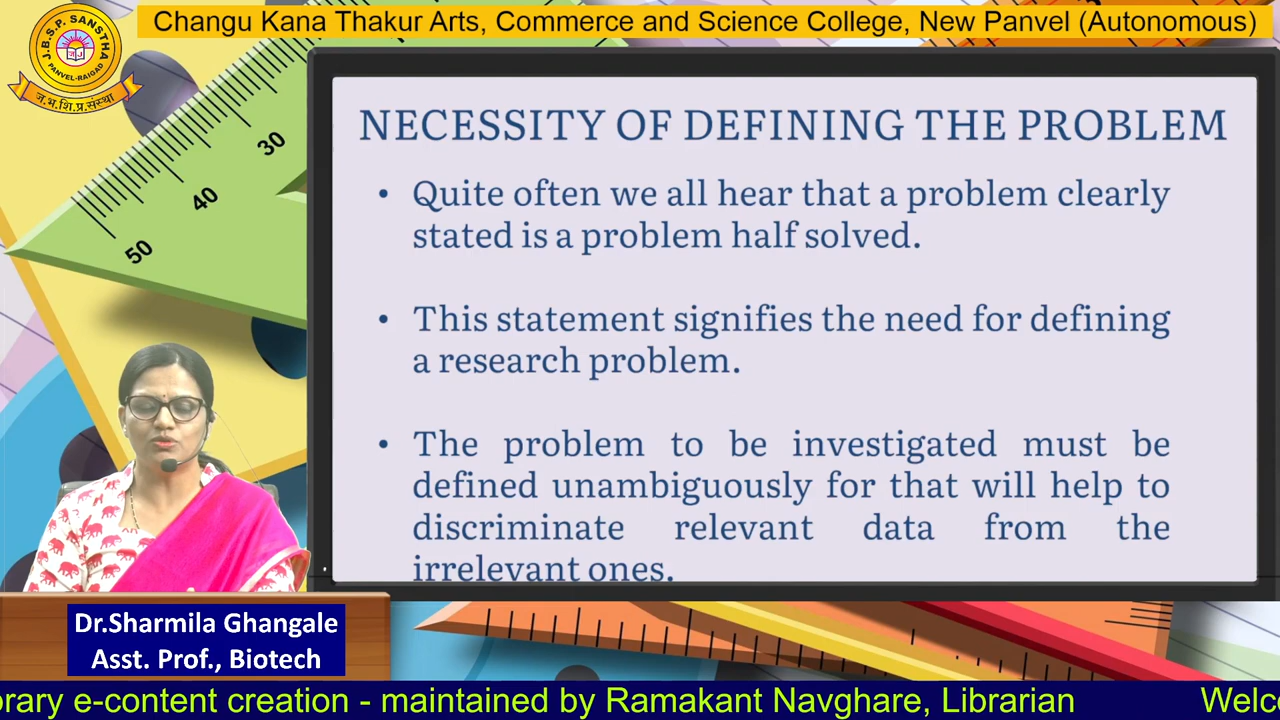 Changu Kana Thakur Arts, Commerce and Science College, New Panvel (Autonomous)
J.B.S.P. SANSTHA
PANVEL-RAIGAD
ज.भ.शि.प्र.संस्था
30
40
50
NECESSITY OF DEFINING THE PROBLEM
• Quite often we all hear that a problem clearly
stated is a problem half solved.
• This statement signifies the need for defining
a research problem.
• The problem to be investigated must be
defined unambiguously for that will help to
discriminate relevant data from the
irrelevant ones.
Dr.Sharmila Ghangale
Asst. Prof., Biotech
e-content creation - maintained by Ramakant Navghare, Librarian